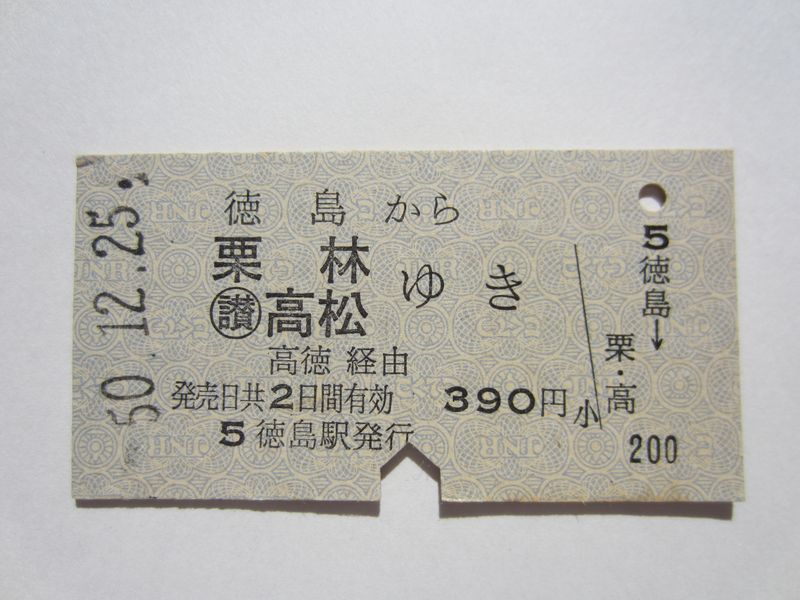 50.12.25
徳島から
栗林
㊝讃高松 ゆき
高徳 経由
発売日共2日間有効 390円
5 徳島駅発行
小
5
徳島→
栗・高
200